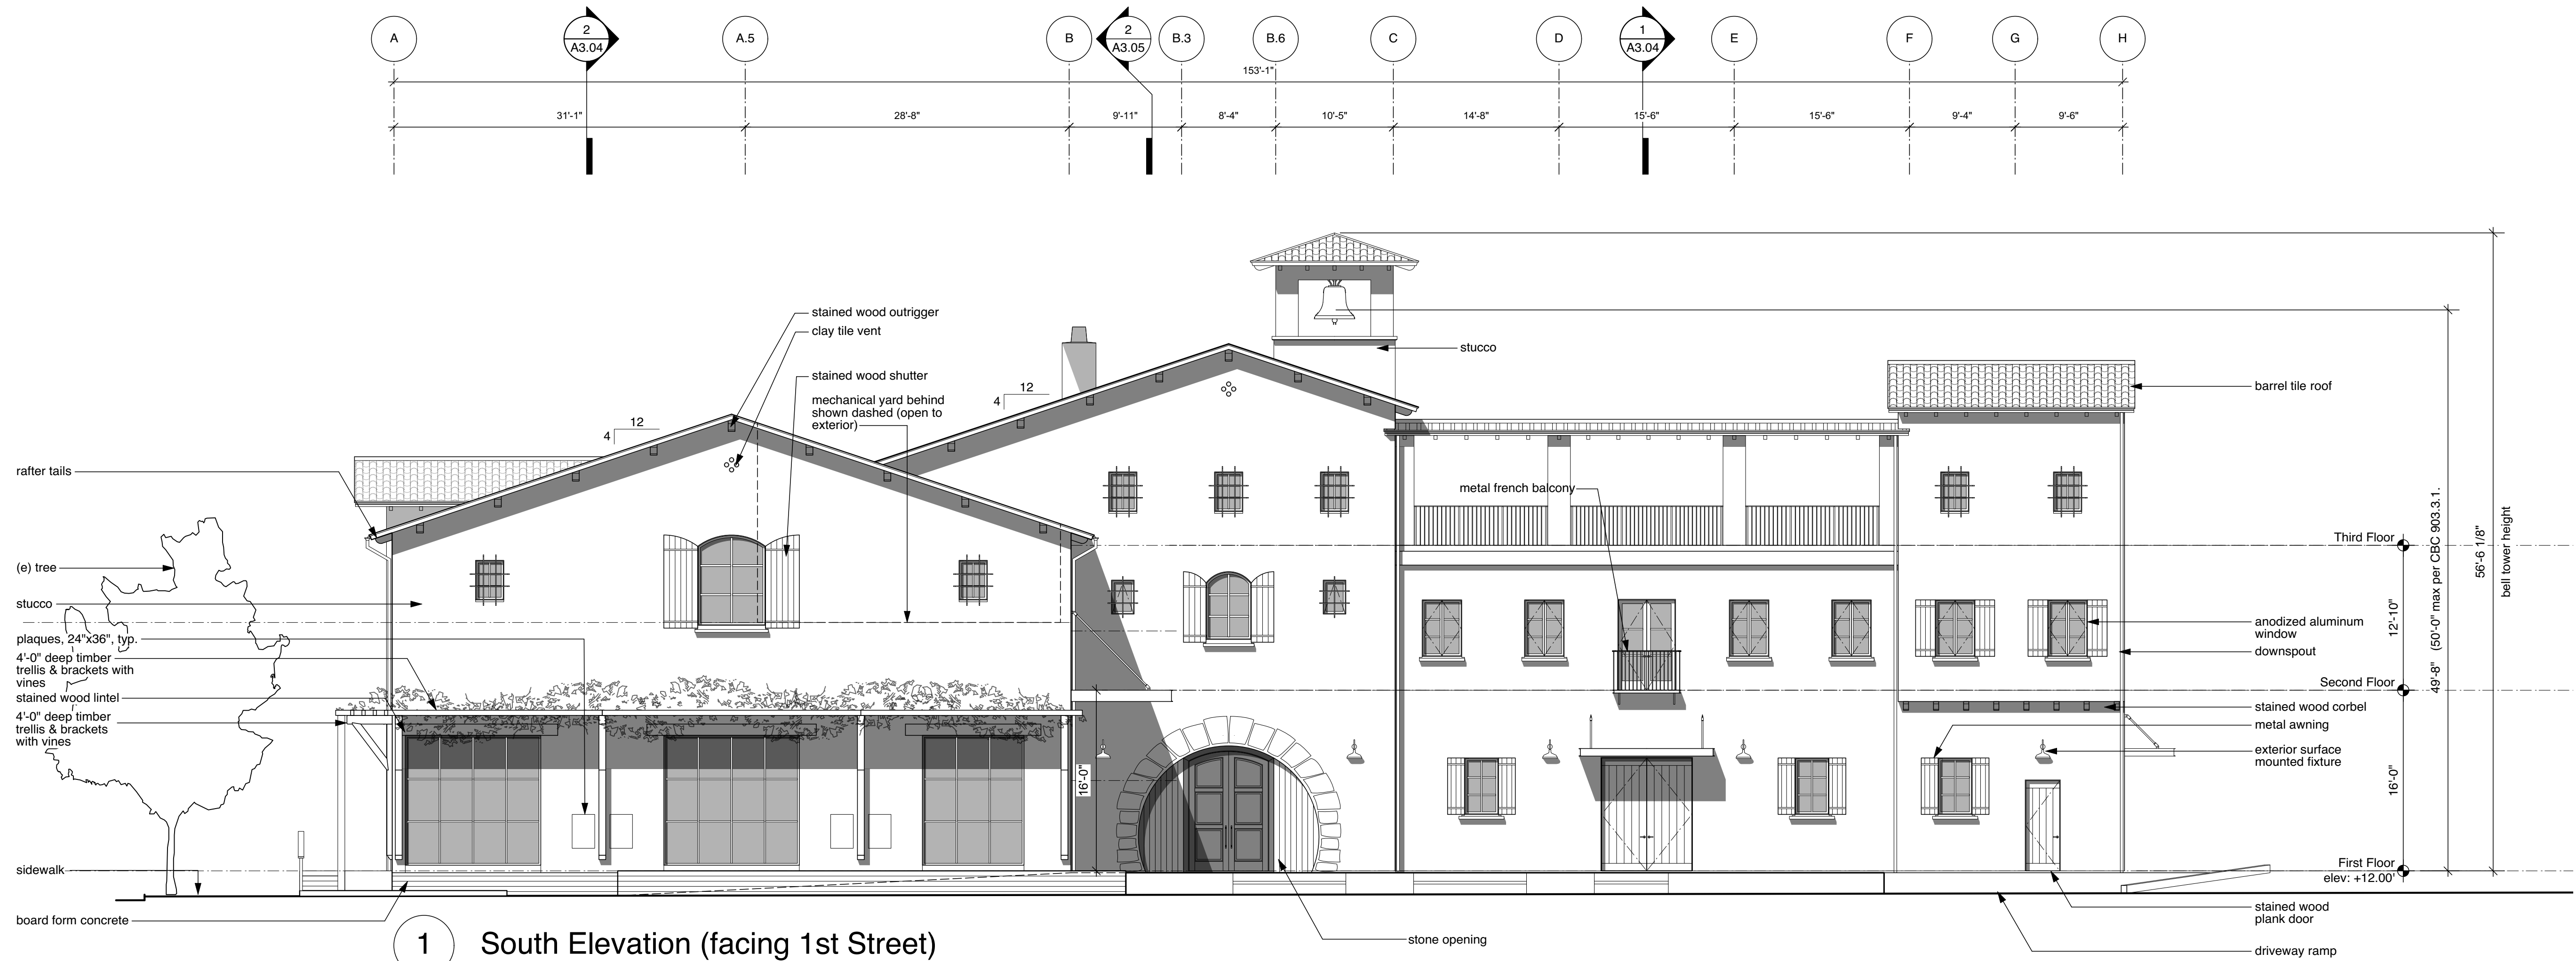 A
2
A3.04
A.5
B
2
A3.05
B.3
B.6
C
D
1
A3.04
E
F
G
H
153'-1"
31'-1"
28'-8"
9'-11"
8'-4"
10'-5"
14'-8"
15'-6"
15'-6"
9'-4"
9'-6"
stained wood outrigger
clay tile vent
stained wood shutter
mechanical yard behind
shown dashed (open to
exterior)
12
4
12
4
stucco
barrel tile roof
rafter tails
metal french balcony
(e) tree
stucco
plaques, 24"x36", typ.
4'-0" deep timber
trellis & brackets with
vines
stained wood lintel
4'-0" deep timber
trellis & brackets
with vines
sidewalk
board form concrete
16'-0"
Third Floor
12'-10"
Second Floor
16'-0"
First Floor
elev: +12.00'
49'-8" (50'-0" max per CBC 903.3.1.
56'-6 1/8"
bell tower height
anodized aluminum
window
downspout
stained wood corbel
metal awning
exterior surface
mounted fixture
stained wood
plank door
driveway ramp
stone opening
1
South Elevation (facing 1st Street)